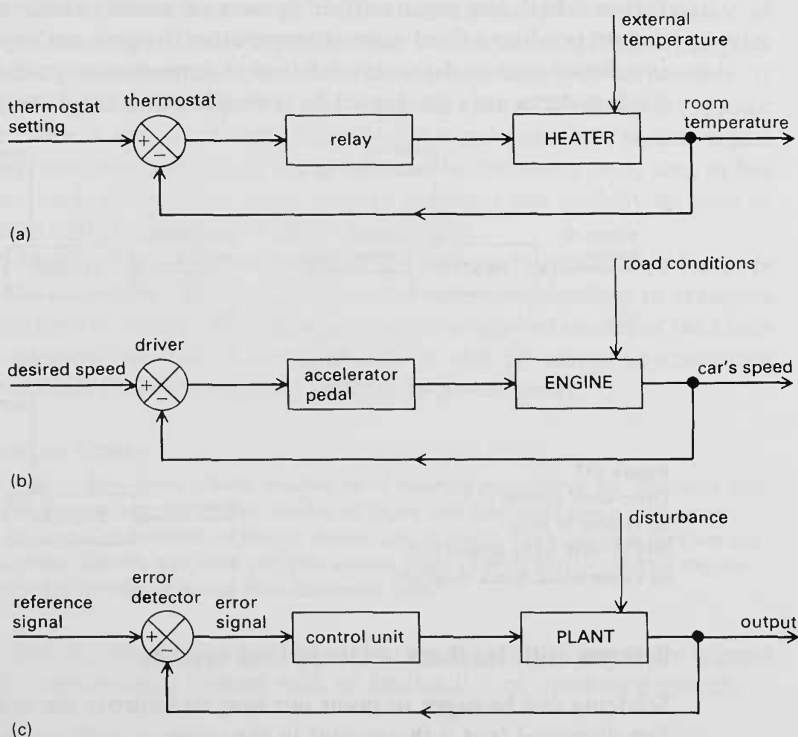 external
temperature
thermostat
setting
thermostat
+
−
relay
HEATER
room
temperature
(a)
road conditions
desired speed
driver
+
−
accelerator
pedal
ENGINE
car's speed
(b)
disturbance
reference
signal
error
detector
+
−
error
signal
control unit
PLANT
output
(c)